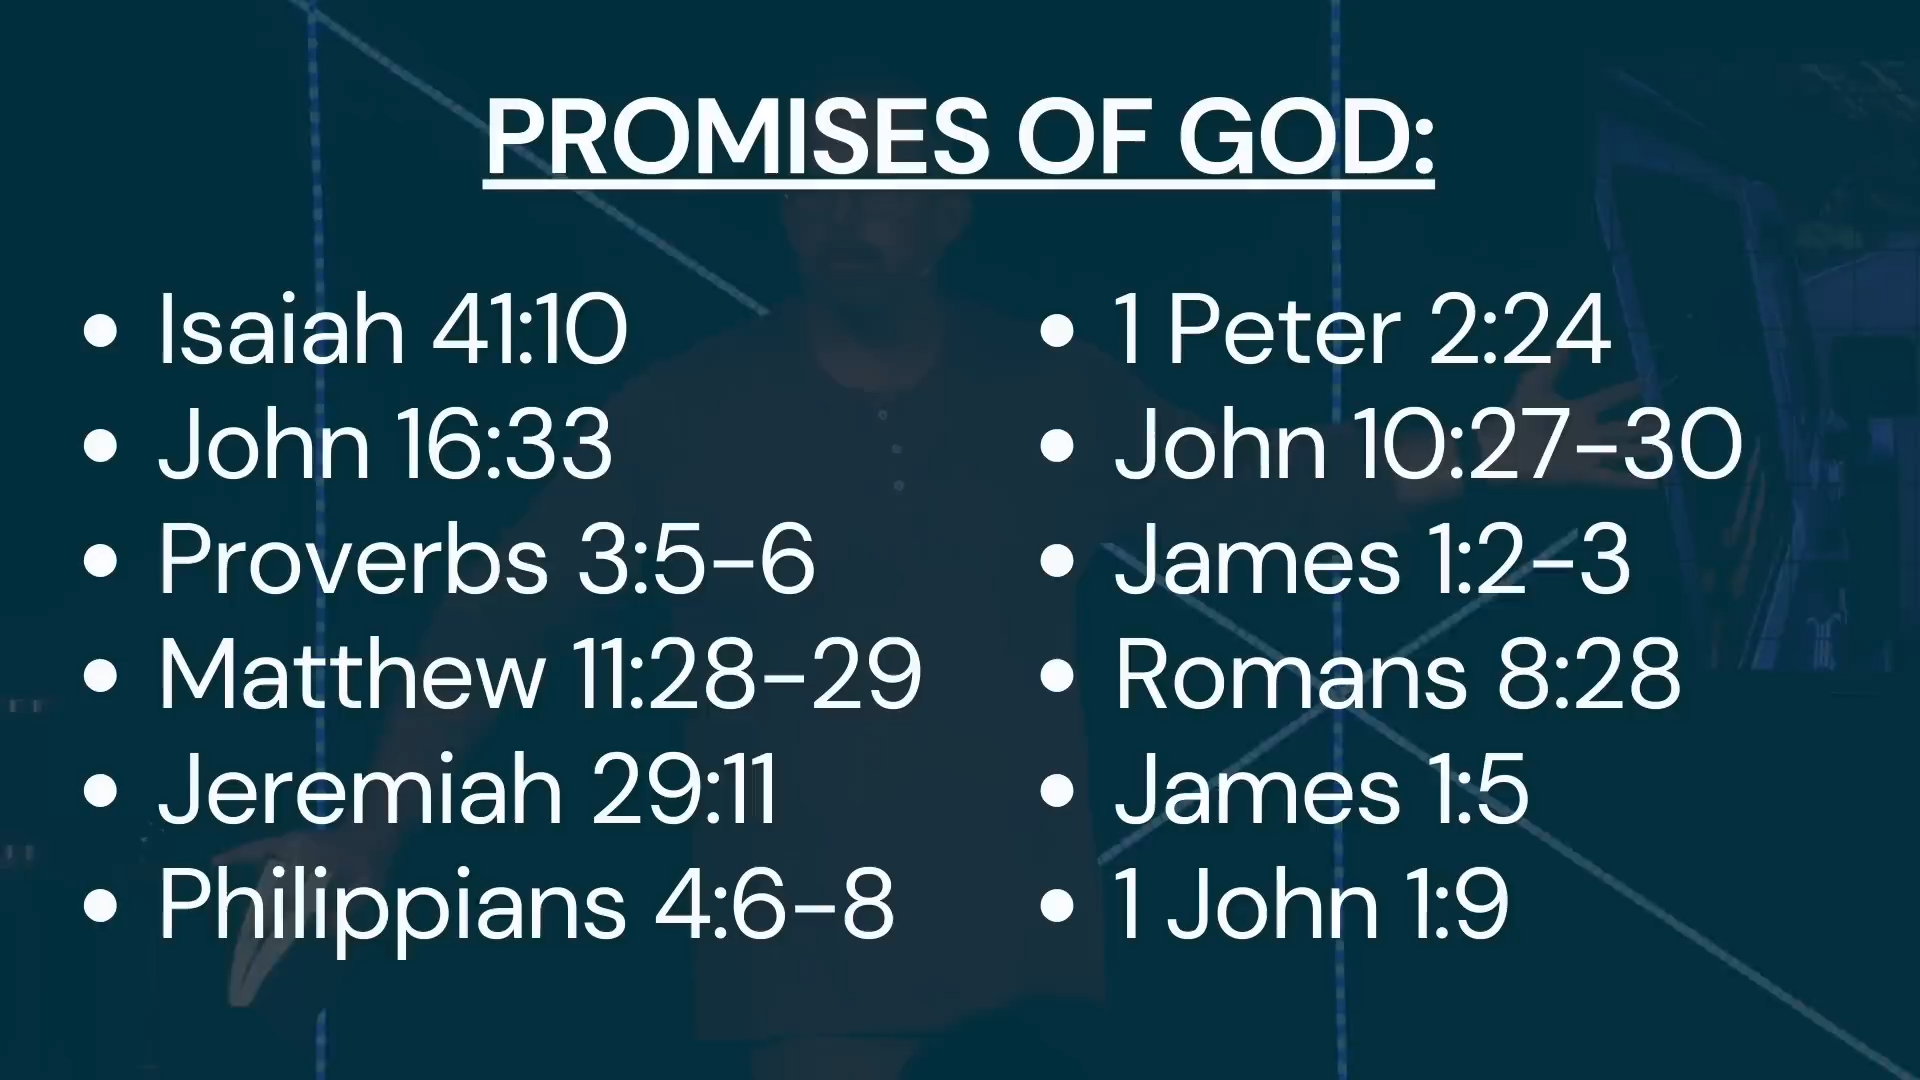 PROMISES OF GOD:
• Isaiah 41:10
• John 16:33
• Proverbs 3:5-6
• Matthew 11:28-29
• Jeremiah 29:11
• Philippians 4:6-8
• 1 Peter 2:24
• John 10:27-30
• James 1:2-3
• Romans 8:28
• James 1:5
• 1 John 1:9